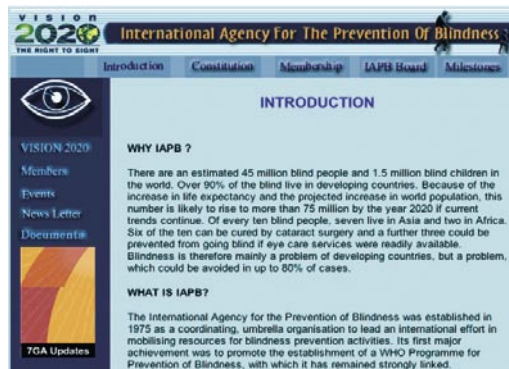 VISION
2020
THE RIGHT TO SIGHT
International Agency For The Prevention Of Blindness
Introduction Constitution Membership IAPB Board Milestones
INTRODUCTION
VISION 2020
Members
Events
News Letter
Documents
7GA Updates
WHY IAPB ?
There are an estimated 45 million blind people and 1.5 million blind children in
the world. Over 90% of the blind live in developing countries. Because of the
increase in life expectancy and the projected increase in world population, this
number is likely to rise to more than 75 million by the year 2020 if current
trends continue. Of every ten blind people, seven live in Asia and two in Africa.
Six of the ten can be cured by cataract surgery and a further three could be
prevented from going blind if eye care services were readily available.
Blindness is therefore mainly a problem of developing countries, but a problem,
which could be avoided in up to 80% of cases.
WHAT IS IAPB?
The International Agency for the Prevention of Blindness was established in
1975 as a coordinating, umbrella organisation to lead an international effort in
mobilising resources for blindness prevention activities. Its first major
achievement was to promote the establishment of a WHO Programme for
Prevention of Blindness, with which it has remained strongly linked.